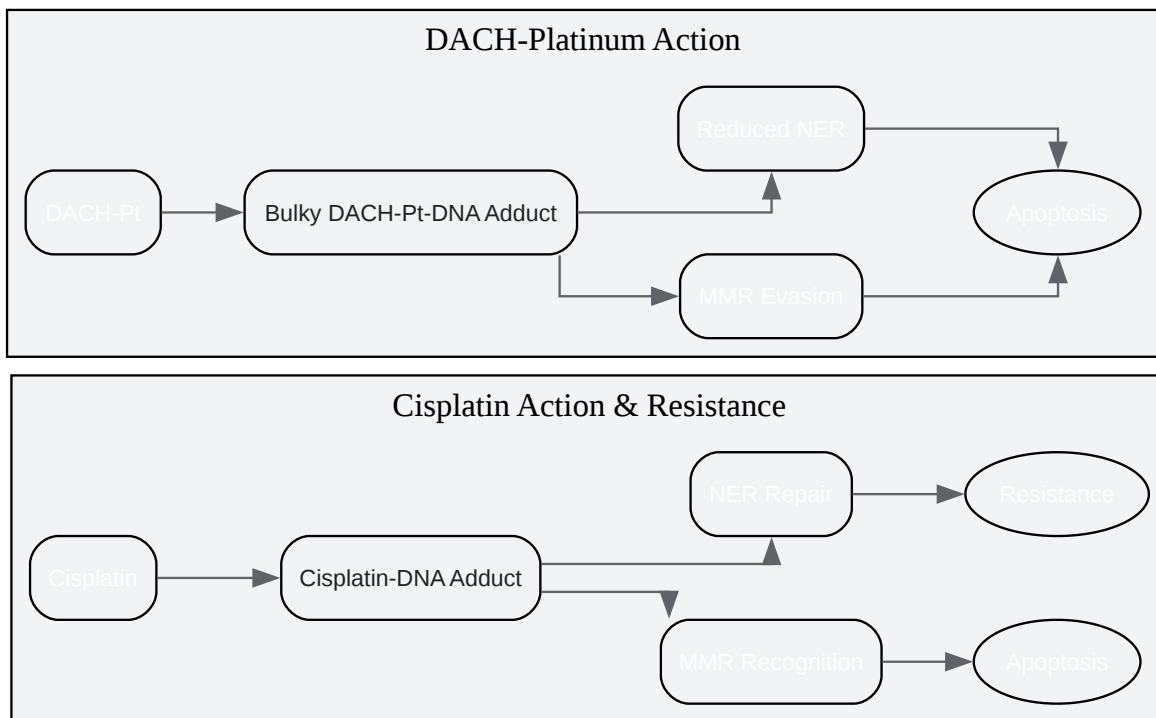 DACH-Platinum Action
DACH-Pt
Bulky DACH-Pt-DNA Adduct
Reduced NER
MMR Evasion
Apoptosis
Cisplatin Action & Resistance
Cisplatin
Cisplatin-DNA Adduct
NER Repair
Resistance
MMR Recognition
Apoptosis